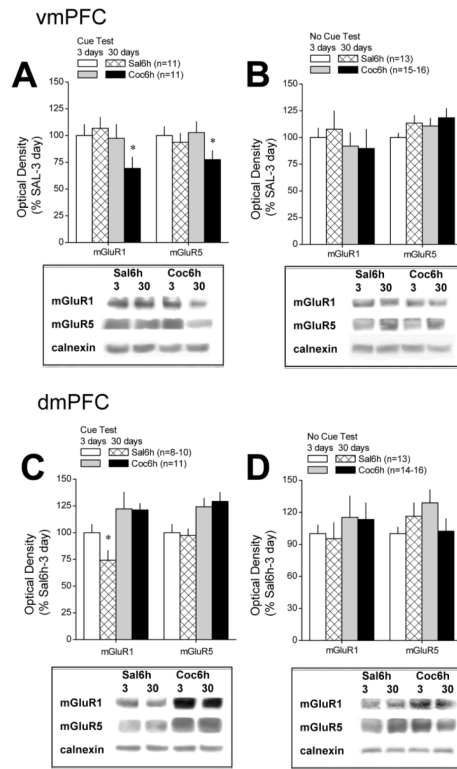 vmPFC
A
Cue Test
3 days 30 days
Sal6h (n=11)
Coc6h (n=11)
Optical Density
(% SAL-3 day)
150
125
100
75
50
25
0
*
*
mGluR1 mGluR5
Sal6h Coc6h
3 30 3 30
mGluR1
mGluR5
calnexin
B
No Cue Test
3 days 30 days
Sal6h (n=13)
Coc6h (n=15-16)
Optical Density
(% SAL-3 day)
150
125
100
75
50
25
0
mGluR1 mGluR5
Sal6h Coc6h
3 30 3 30
mGluR1
mGluR5
calnexin
dmPFC
C
Cue Test
3 days 30 days
Sal6h (n=8-10)
Coc6h (n=11)
Optical Density
(% Sal6h-3 day)
150
125
100
75
50
25
0
*
mGluR1 mGluR5
Sal6h Coc6h
3 30 3 30
mGluR1
mGluR5
calnexin
D
No Cue Test
3 days 30 days
Sal6h (n=13)
Coc6h (n=14-16)
Optical Density
(% Sal6h-3 day)
150
120
90
60
30
0
mGluR1 mGluR5
Sal6h Coc6h
3 30 3 30
mGluR1
mGluR5
calnexin